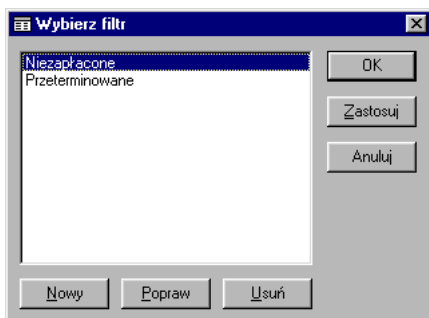 Wybierz filtr
Niezapłacone
Przeterminowane
OK
Zastosuj
Anuluj
Nowy
Popraw
Usuń